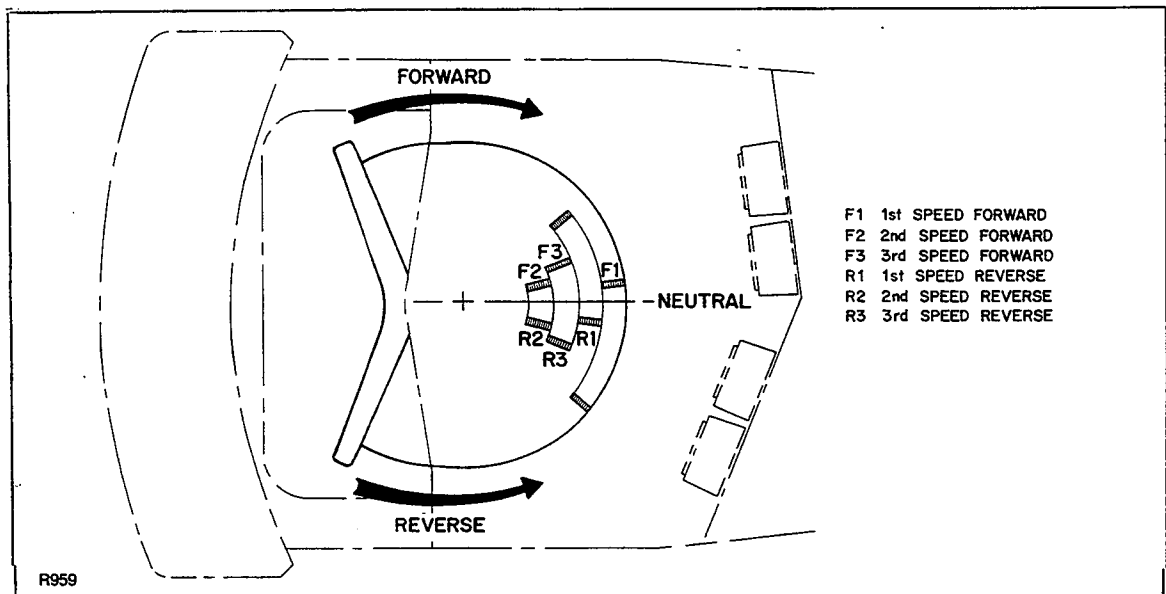 FORWARD
F3
F2
F1
NEUTRAL
R2
R1
R3
REVERSE
F1 1st SPEED FORWARD
F2 2nd SPEED FORWARD
F3 3rd SPEED FORWARD
R1 1st SPEED REVERSE
R2 2nd SPEED REVERSE
R3 3rd SPEED REVERSE
R959